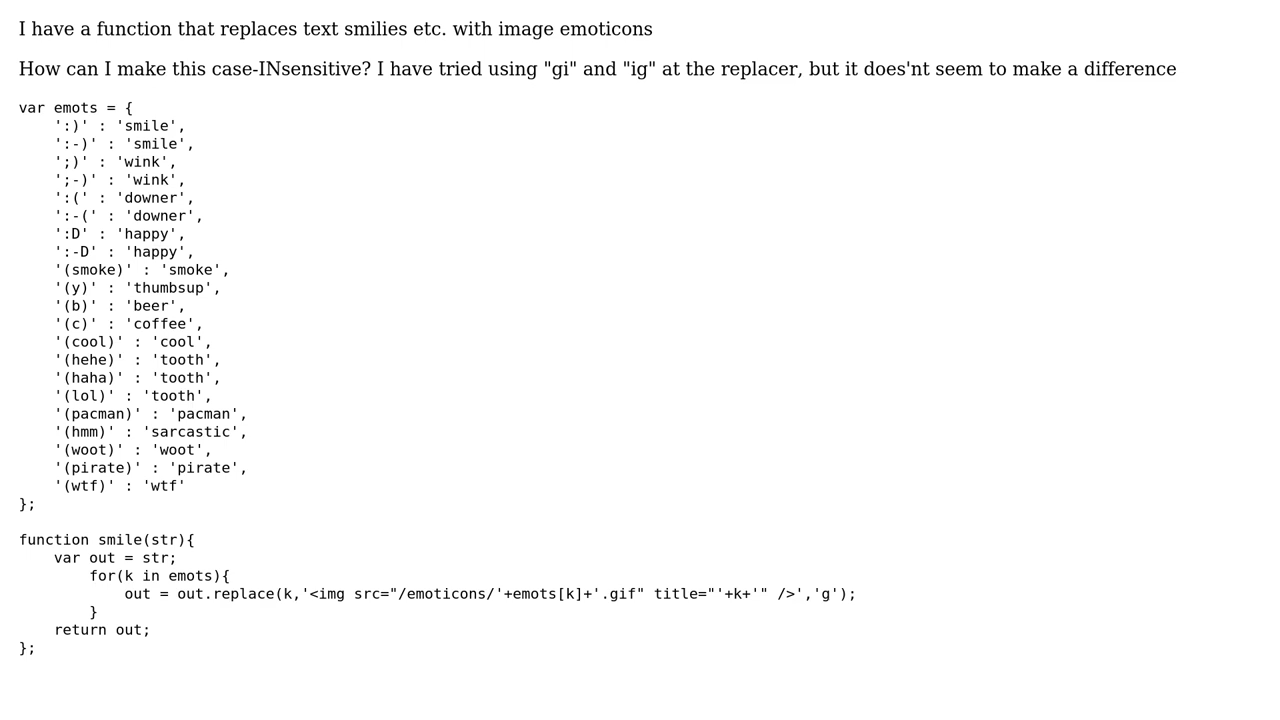 I have a function that replaces text smilies etc. with image emoticons
How can I make this case-INsensitive? I have tried using "gi" and "ig" at the replacer, but it does'nt seem to make a difference
var emots = {
    ':)' : 'smile',
    ':-)' : 'smile',
    ';)' : 'wink',
    ';-)' : 'wink',
    ':(' : 'downer',
    ':-(' : 'downer',
    ':D' : 'happy',
    ':-D' : 'happy',
    '(smoke)' : 'smoke',
    '(y)' : 'thumbsup',
    '(b)' : 'beer',
    '(c)' : 'coffee',
    '(cool)' : 'cool',
    '(hehe)' : 'tooth',
    '(haha)' : 'tooth',
    '(lol)' : 'tooth',
    '(pacman)' : 'pacman',
    '(hmm)' : 'sarcastic',
    '(woot)' : 'woot',
    '(pirate)' : 'pirate',
    '(wtf)' : 'wtf'
};
function smile(str){
    var out = str;
        for(k in emots){
            out = out.replace(k,'<img src="/emoticons/'+emots[k]+'.gif" title="'+k+'" />','g');
        }
    return out;
};